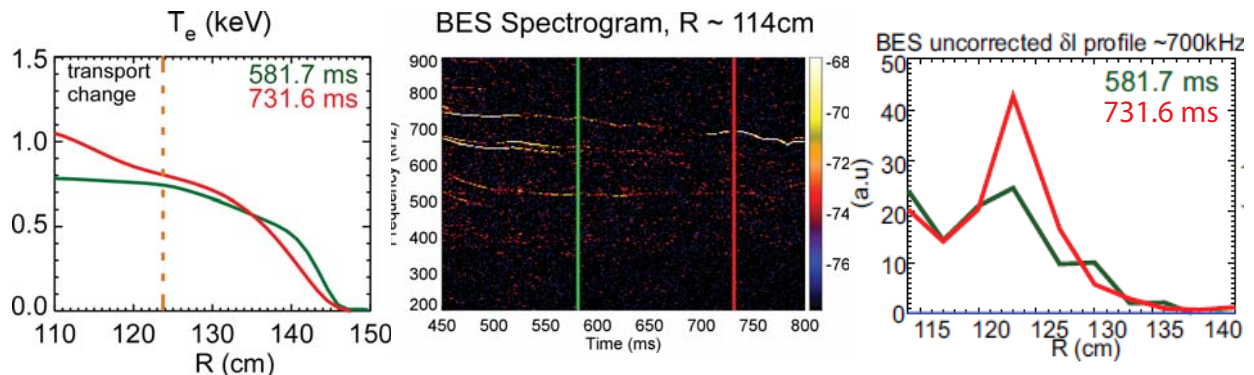 T_e (keV)
1.5
1.0
0.5
0.0
transport
change
581.7 ms
731.6 ms
110 120 130 140 150
R (cm)
BES Spectrogram, R ~ 114cm
900
800
700
600
500
400
300
200
Frequency (kHz)
450 500 550 600 650 700 750 800
Time (ms)
-68
-70
-72
-74
-76
BES uncorrected δI profile ~700kHz
50
40
30
20
10
0
(a.u)
581.7 ms
731.6 ms
115 120 125 130 135 140
R (cm)